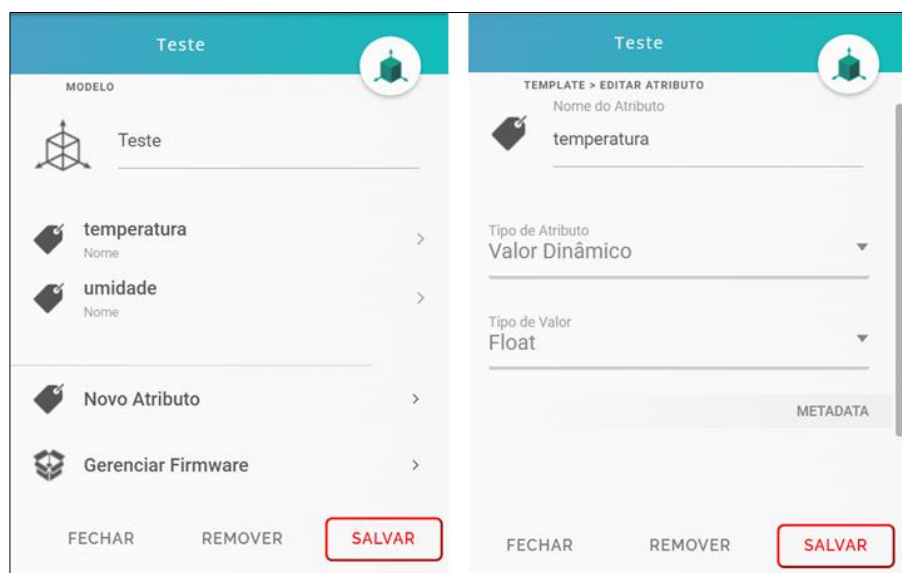 Teste
MODELO
Teste
temperatura
Nome
umidade
Nome
Novo Atributo
Gerenciar Firmware
FECHAR REMOVER SALVAR
Teste
TEMPLATE > EDITAR ATRIBUTO
Nome do Atributo
temperatura
Tipo de Atributo
Valor Dinâmico
Tipo de Valor
Float
METADATA
FECHAR REMOVER SALVAR